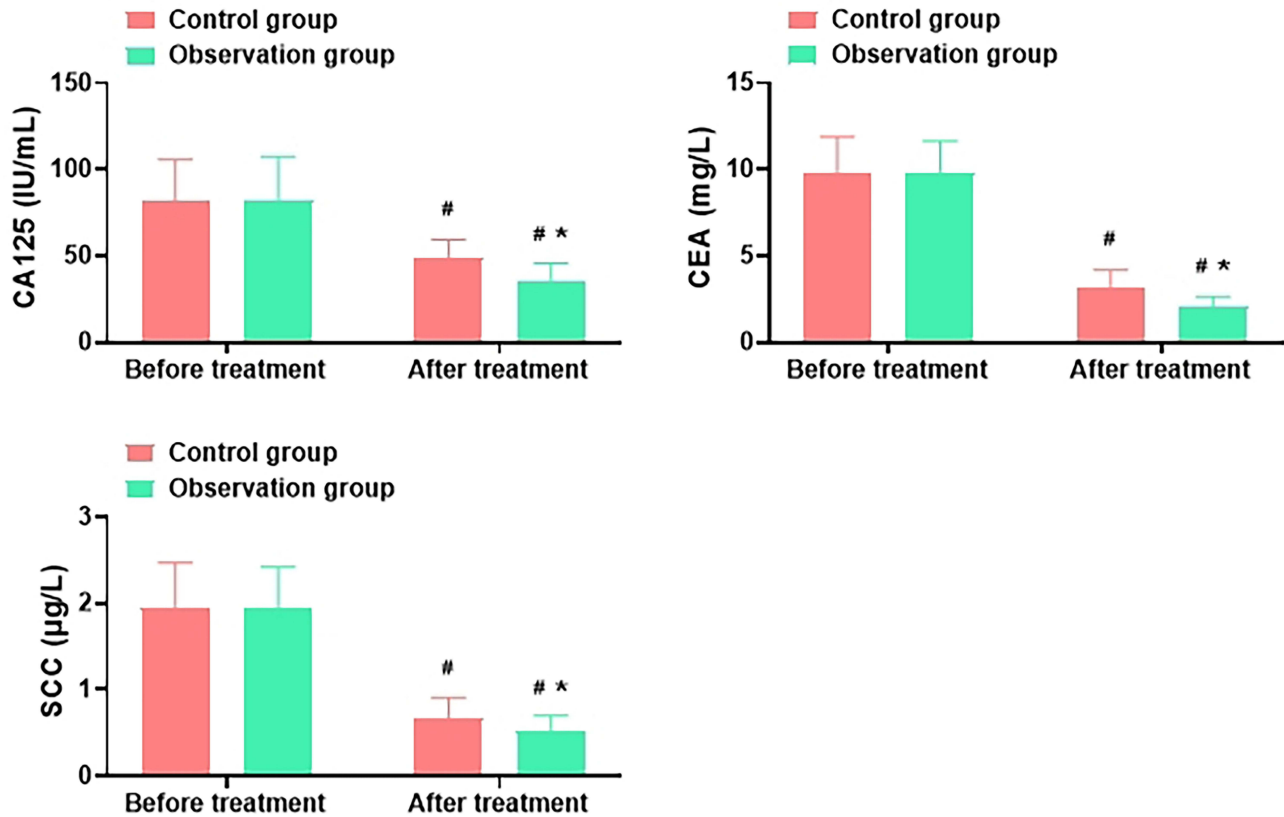 Control group
Observation group
CA125 (IU/mL)
150
100
50
0
#
# *
Before treatment
After treatment
Control group
Observation group
CEA (mg/L)
15
10
5
0
#
# *
Before treatment
After treatment
Control group
Observation group
SCC (μg/L)
3
2
1
0
#
# *
Before treatment
After treatment